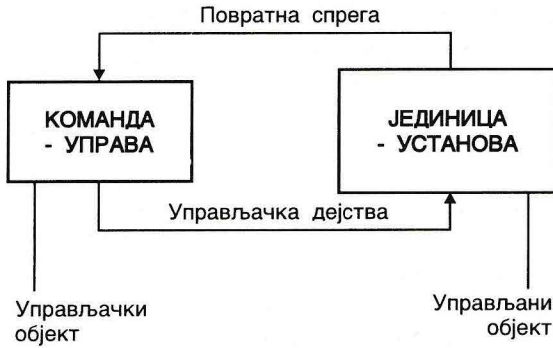 Повратна спрега
КОМАНДА
- УПРАВА
ЈЕДИНИЦА
- УСТАНОВА
Управљачка дејства
Управљачки
објект
Управљани
објект